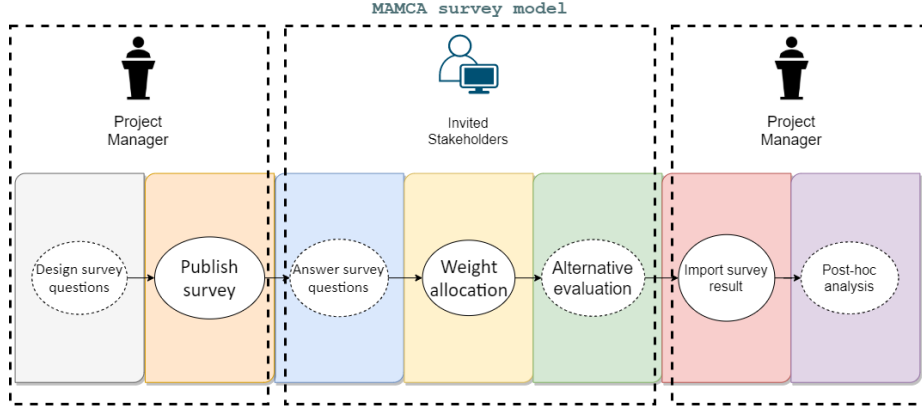 MAMCA survey model
Project
Manager
Invited
Stakeholders
Project
Manager
Design survey
questions
Publish
survey
Answer survey
questions
Weight
allocation
Alternative
evaluation
Import survey
result
Post-hoc
analysis